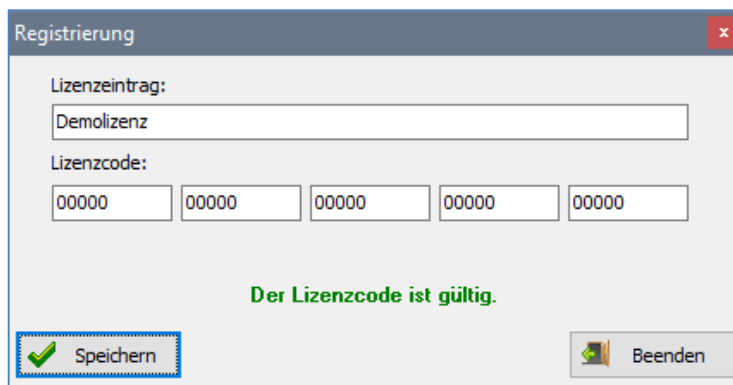 Registrierung x
Lizenzeintrag:
Demolizenz
Lizenzcode:
00000 00000 00000 00000 00000
Der Lizenzcode ist gültig.
Speichern Beenden